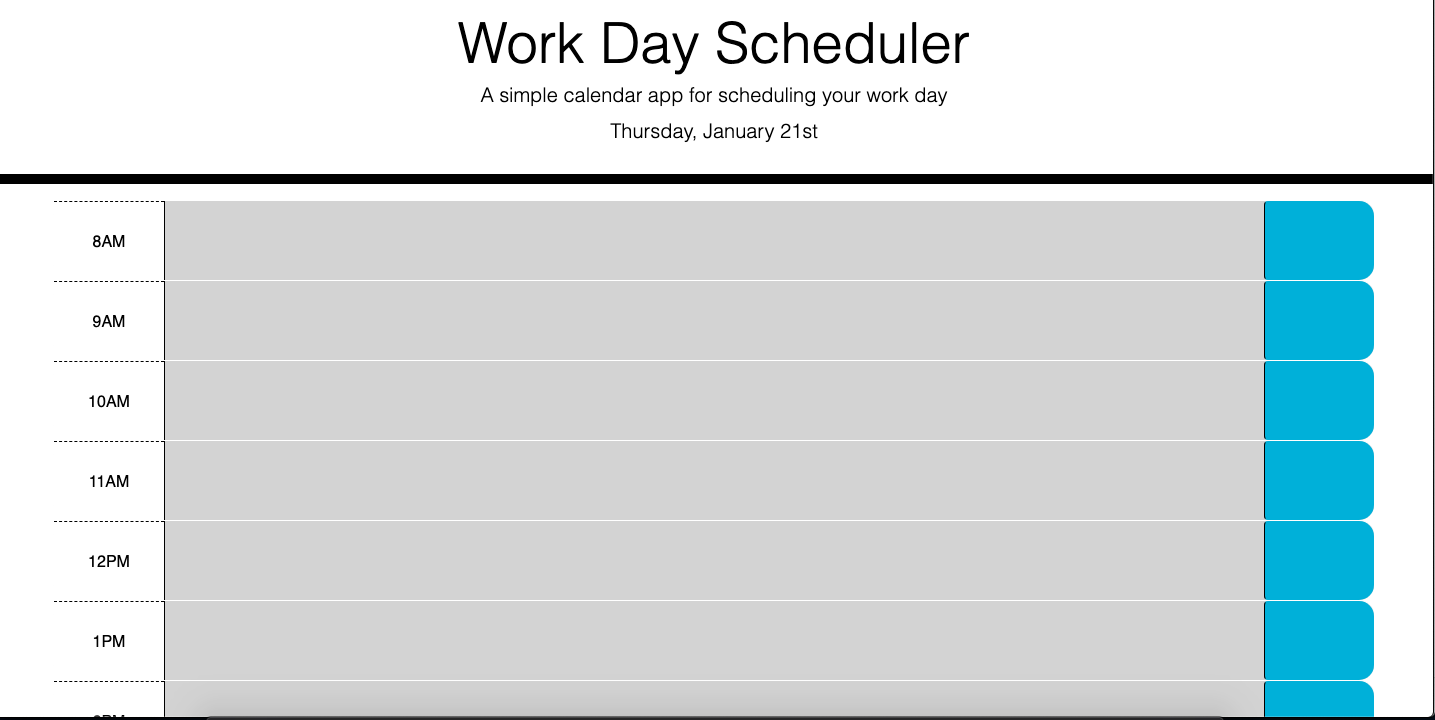 Work Day Scheduler
A simple calendar app for scheduling your work day
Thursday, January 21st
8AM
9AM
10AM
11AM
12PM
1PM